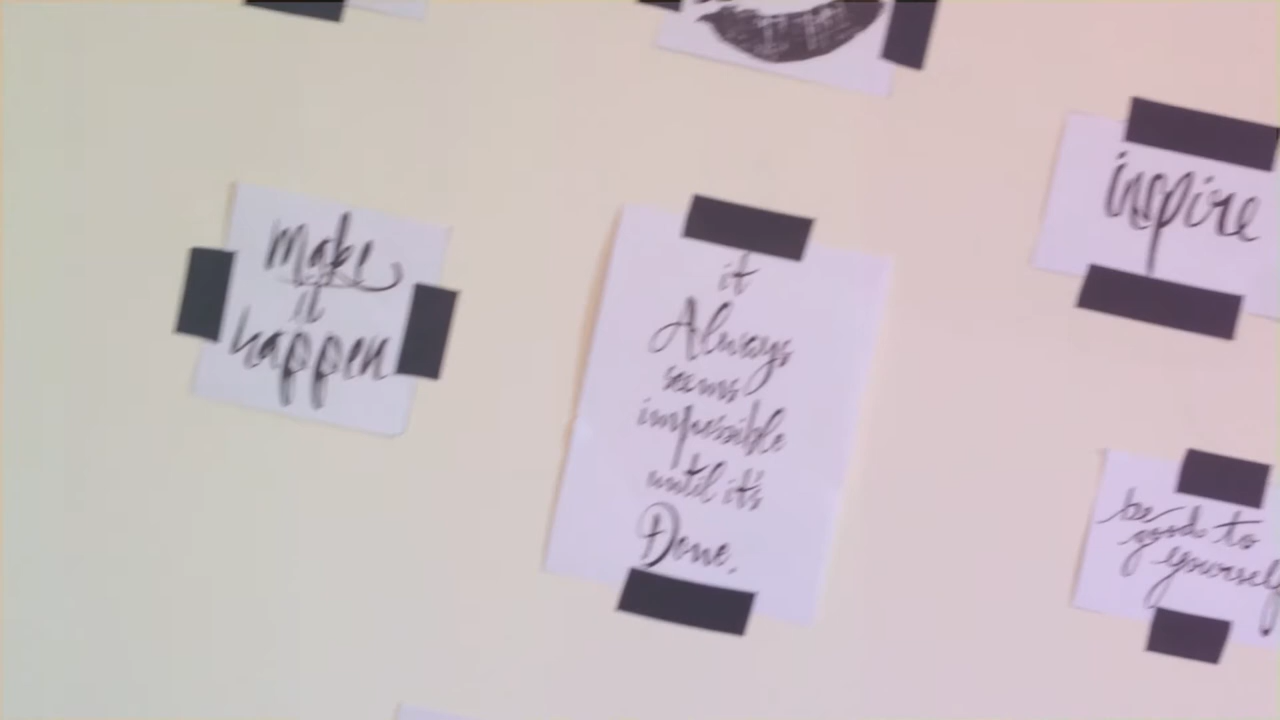 make
it
happen
it
Always
seems
impossible
until it's
Done.
inspire
be good to
yourself